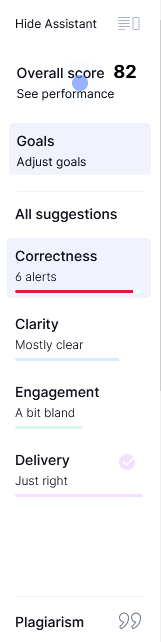 Hide Assistant
Overall score 82
See performance
Goals
Adjust goals
All suggestions
Correctness
6 alerts
Clarity
Mostly clear
Engagement
A bit bland
Delivery
Just right
Plagiarism